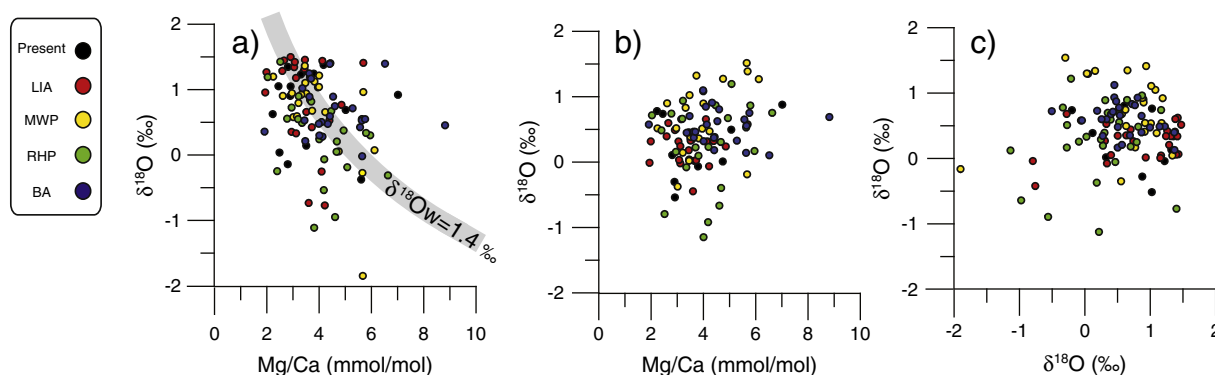 Present
LIA
MWP
RHP
BA
a)
δ¹⁸O (‰)
2
1
0
-1
-2
δ¹⁸Ow=1.4 ‰
0 2 4 6 8 10
Mg/Ca (mmol/mol)
b)
δ¹⁸O (‰)
2
1
0
-1
-2
0 2 4 6 8 10
Mg/Ca (mmol/mol)
c)
δ¹⁸O (‰)
2
1
0
-1
-2
-2 -1 0 1 2
δ¹⁸O (‰)